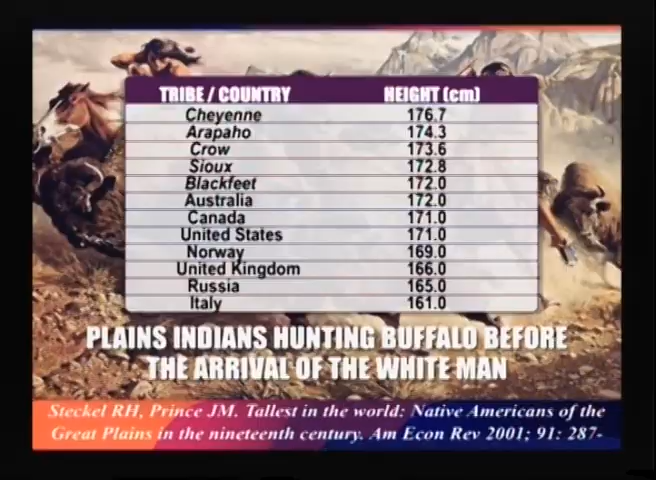 TRIBE / COUNTRY HEIGHT (cm)
Cheyenne 176.7
Arapaho 174.3
Crow 173.6
Sioux 172.8
Blackfeet 172.0
Australia 172.0
Canada 171.0
United States 171.0
Norway 169.0
United Kingdom 166.0
Russia 165.0
Italy 161.0
PLAINS INDIANS HUNTING BUFFALO BEFORE
THE ARRIVAL OF THE WHITE MAN
Steckel RH, Prince JM. Tallest in the world: Native Americans of the
Great Plains in the nineteenth century. Am Econ Rev 2001; 91: 287-